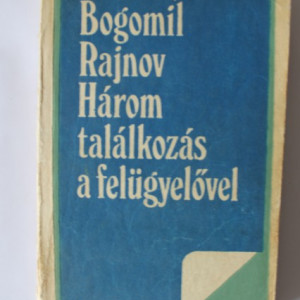 Bogomil
Rajnov
Három
találkozás
a felügyelővel